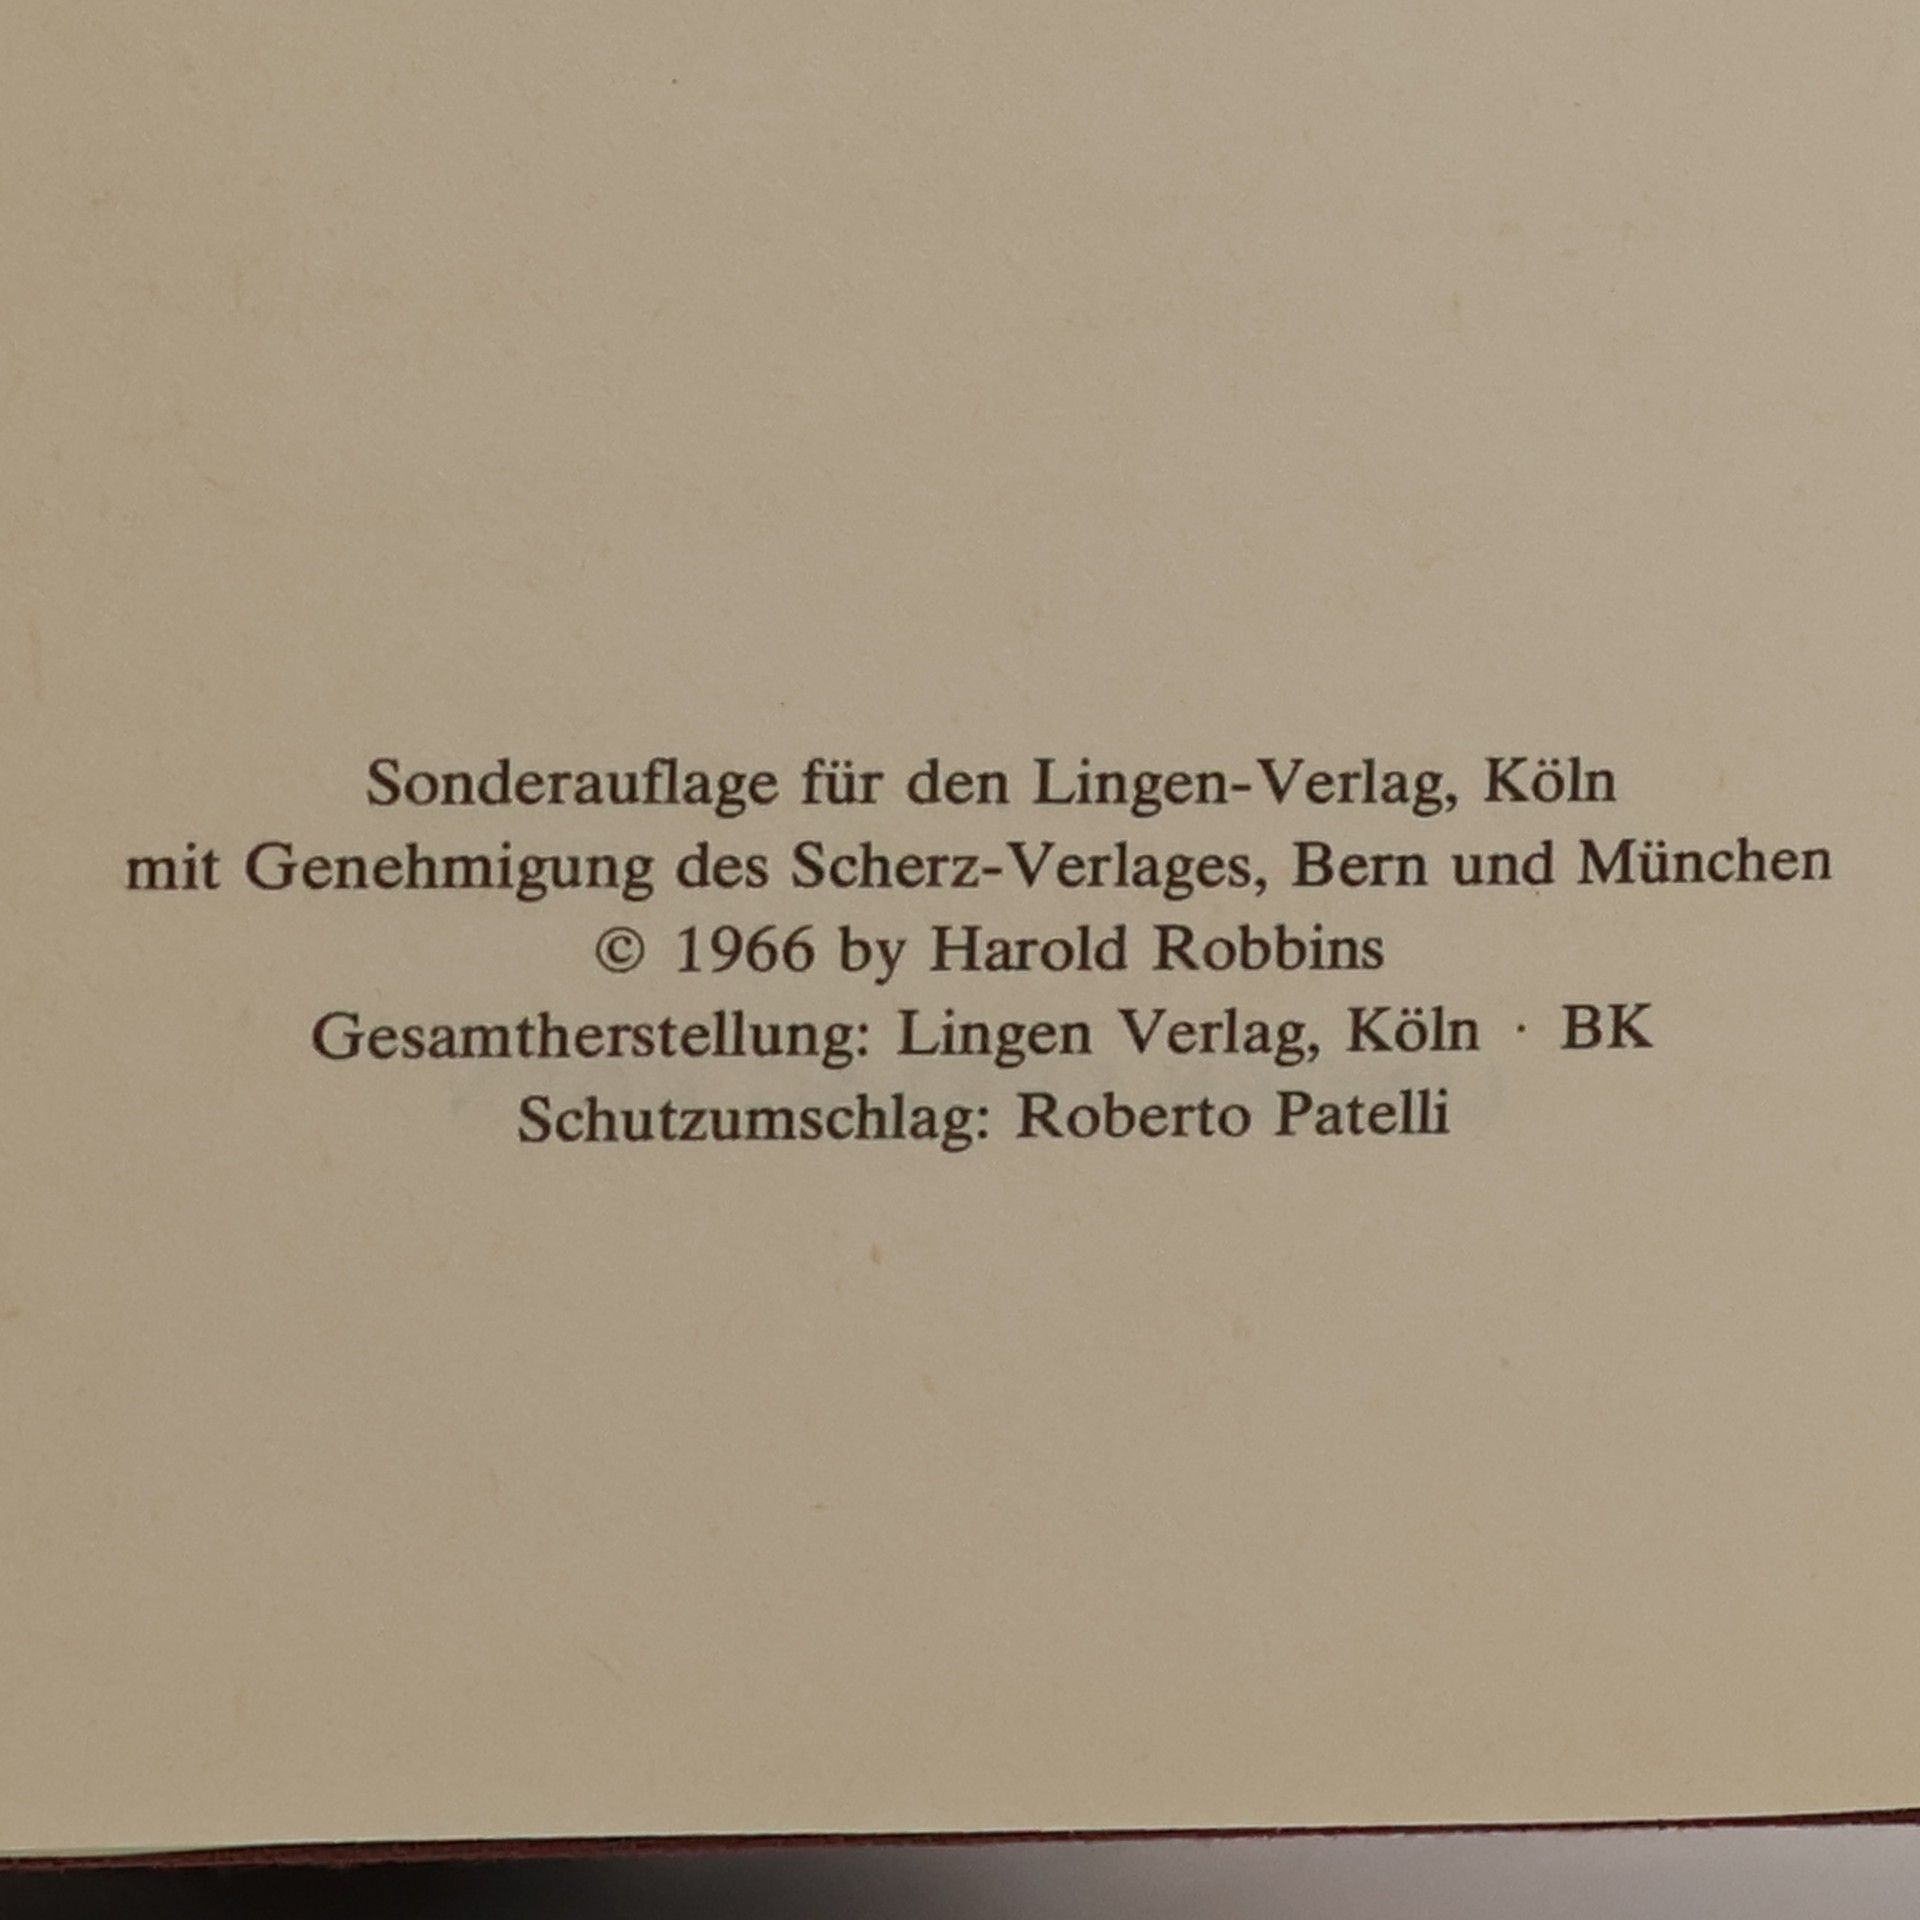 Sonderauflage für den Lingen-Verlag, Köln
mit Genehmigung des Scherz-Verlages, Bern und München
© 1966 by Harold Robbins
Gesamtherstellung: Lingen Verlag, Köln · BK
Schutzumschlag: Roberto Patelli